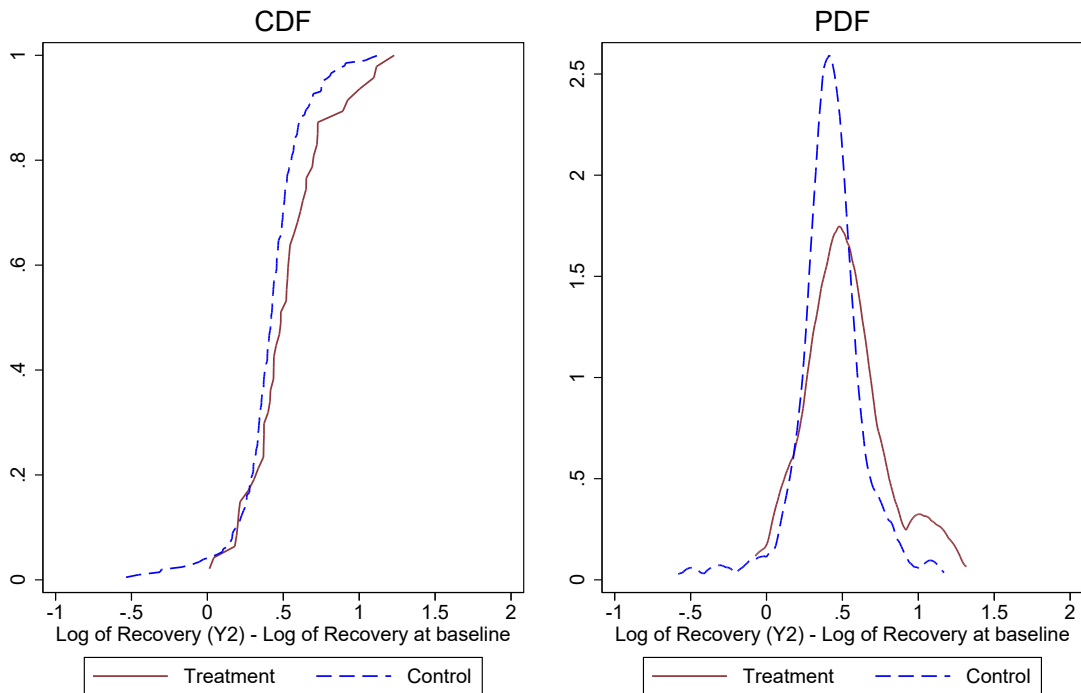 CDF
PDF
1
.8
.6
.4
.2
0
-1 -.5 0 .5 1 1.5 2
Log of Recovery (Y2) - Log of Recovery at baseline
Treatment Control
2.5
2
1.5
1
.5
0
-1 -.5 0 .5 1 1.5 2
Log of Recovery (Y2) - Log of Recovery at baseline
Treatment Control